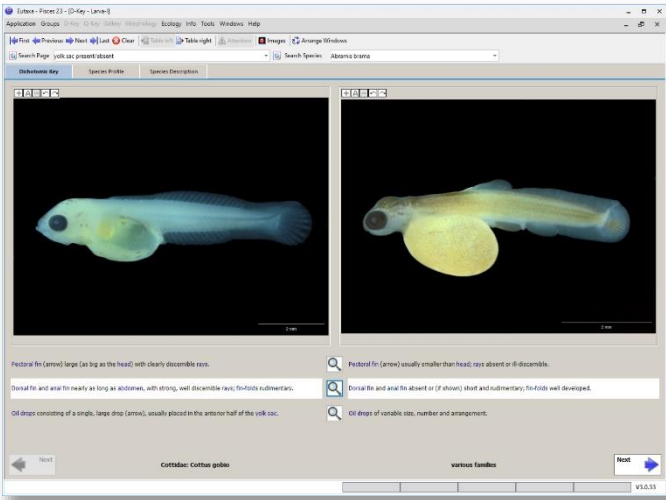 Eutaxa - Pisces 23 - [D-Key - Larva-I]
Application Groups D-Key Q-Key Gallery Morphology Ecology Info Tools Windows Help
First Previous Next Last Clear Table left Table right Attention Images Arrange Windows
Search Page yolk sac present/absent Search Species Abramis brama
Dichotomic Key Species Profile Species Description
2 mm 2 mm
Pectoral fin (arrow) large (as big as the head) with clearly discernible rays. Pectoral fin (arrow) usually smaller than head; rays absent or ill-discernible.
Dorsal fin and anal fin nearly as long as abdomen, with strong, well discernible rays; fin-folds rudimentary. Dorsal fin and anal fin absent or (if shown) short and rudimentary; fin-folds well developed.
Oil drops consisting of a single, large drop (arrow), usually placed in the anterior half of the yolk sac. Oil drops of variable size, number and arrangement.
Next Cottidae: Cottus gobio various families Next
V3.0.33